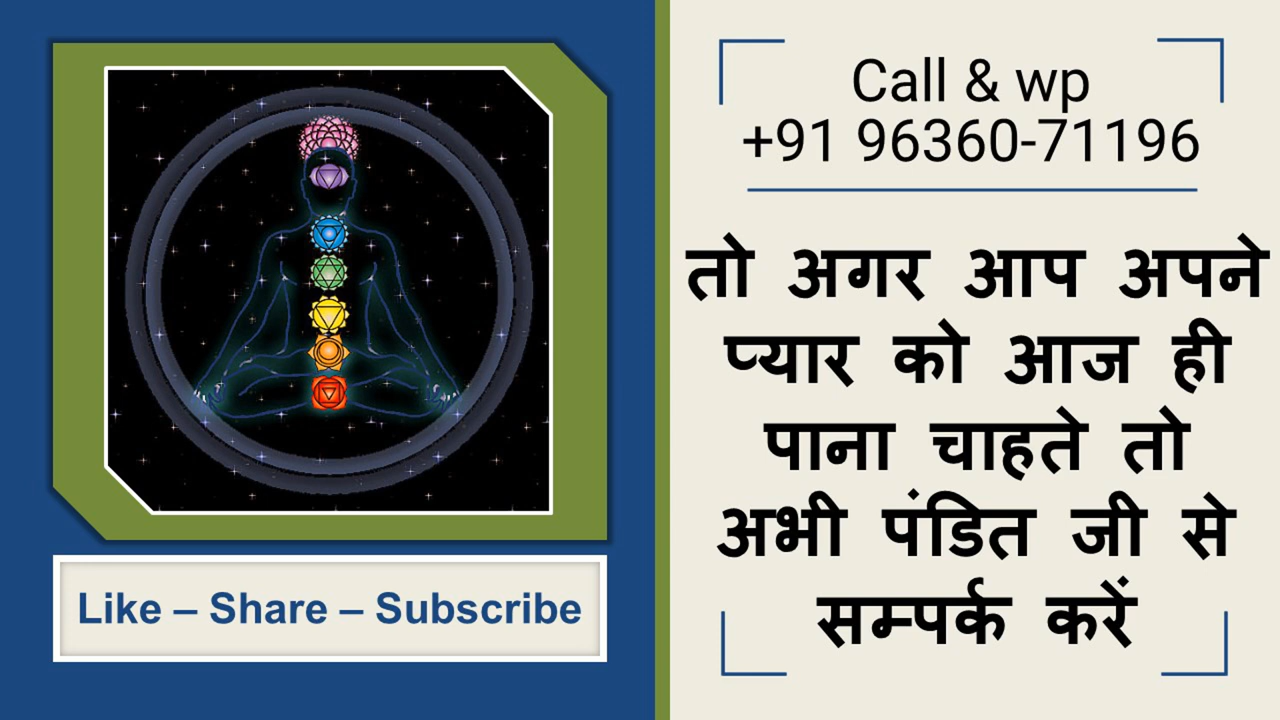 Call & wp
+91 96360-71196
तो अगर आप अपने
प्यार को आज ही
पाना चाहते तो
अभी पंडित जी से
सम्पर्क करें
Like – Share – Subscribe